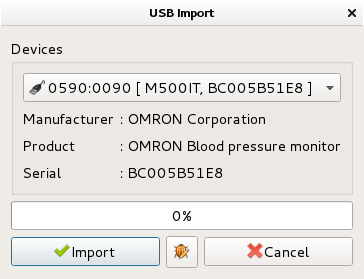 USB Import
Devices
0590:0090 [ M500IT, BC005B51E8 ]
Manufacturer : OMRON Corporation
Product : OMRON Blood pressure monitor
Serial : BC005B51E8
0%
Import Cancel